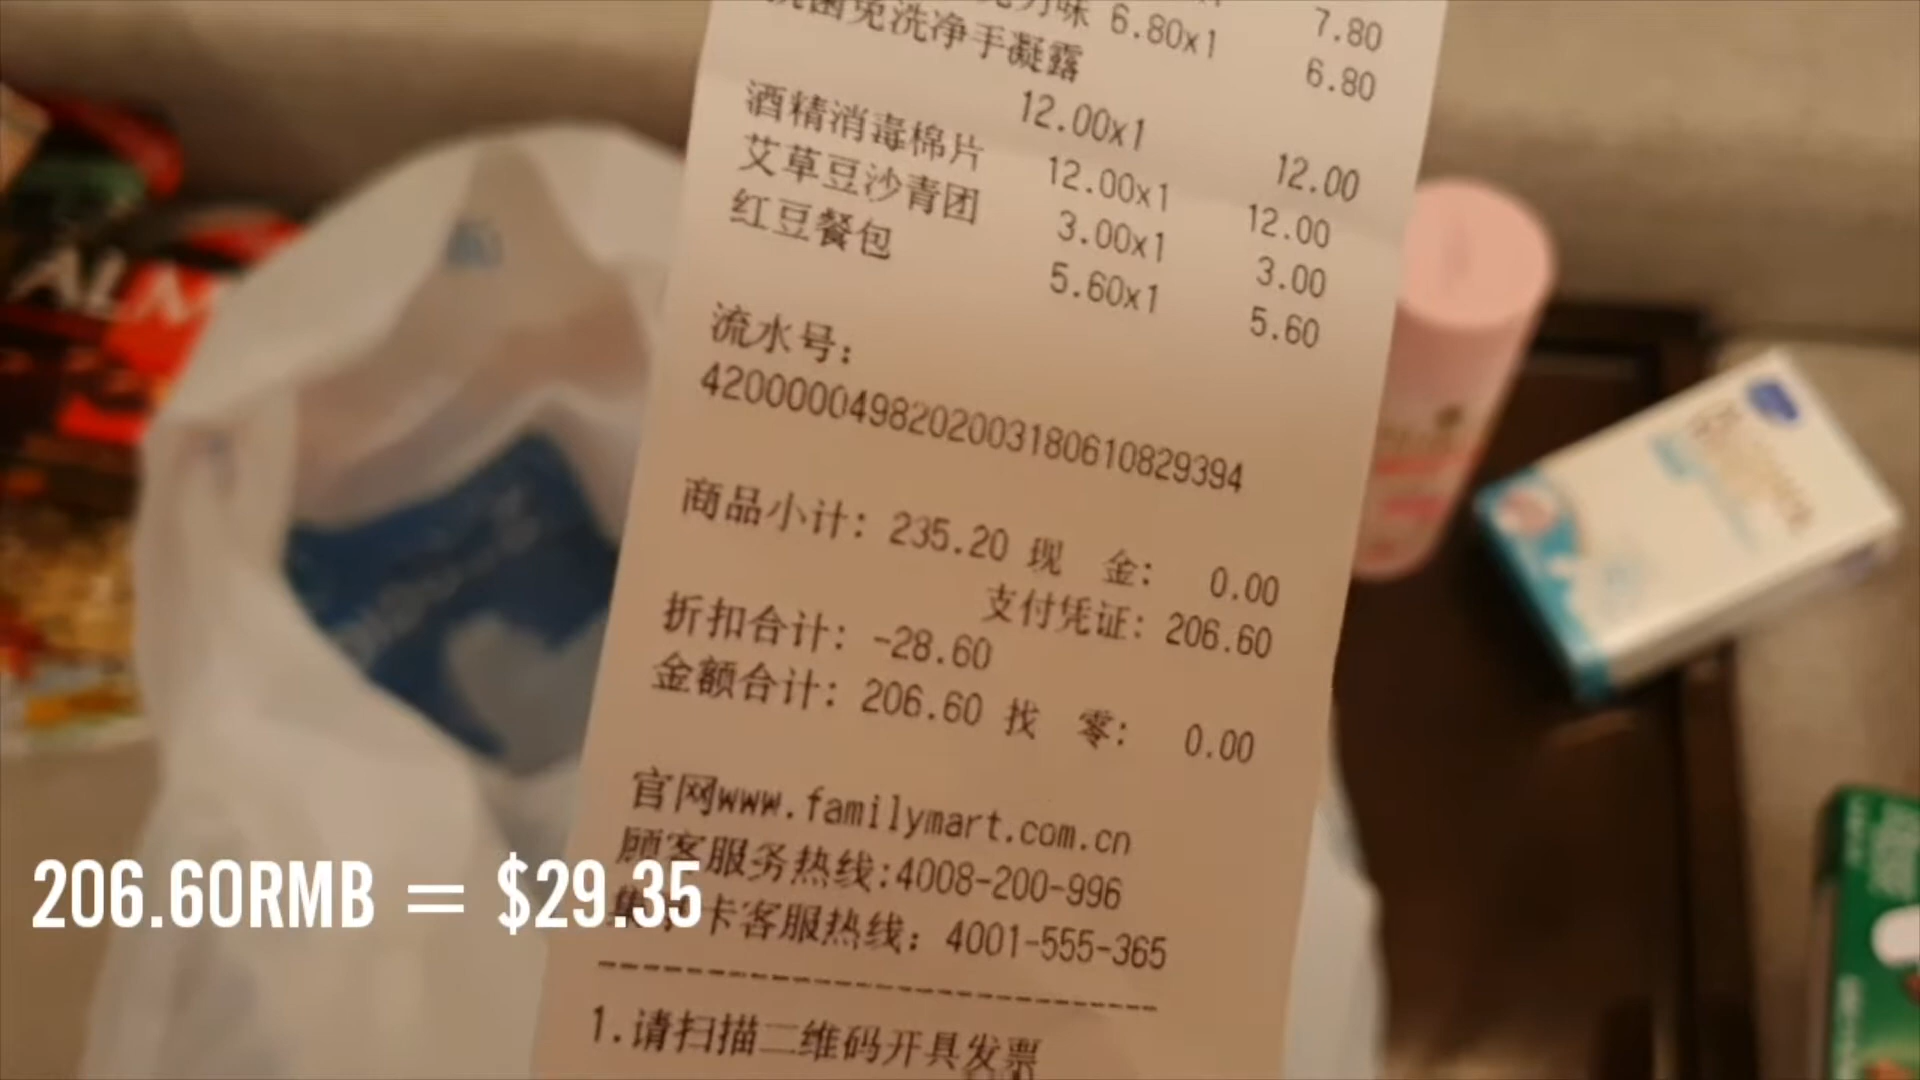 7.80
味 6.80x1 6.80
菌免洗净手凝露
12.00x1 12.00
酒精消毒棉片 12.00x1 12.00
艾草豆沙青团 3.00x1 3.00
红豆餐包 5.60x1 5.60
流水号:
4200000498202003180610829394
商品小计: 235.20 现 金: 0.00
支付凭证: 206.60
折扣合计: -28.60
金额合计: 206.60 找 零: 0.00
官网www.familymart.com.cn
顾客服务热线:4008-200-996
卡客服热线: 4001-555-365
1.请扫描二维码开具发票
206.60RMB = $29.35